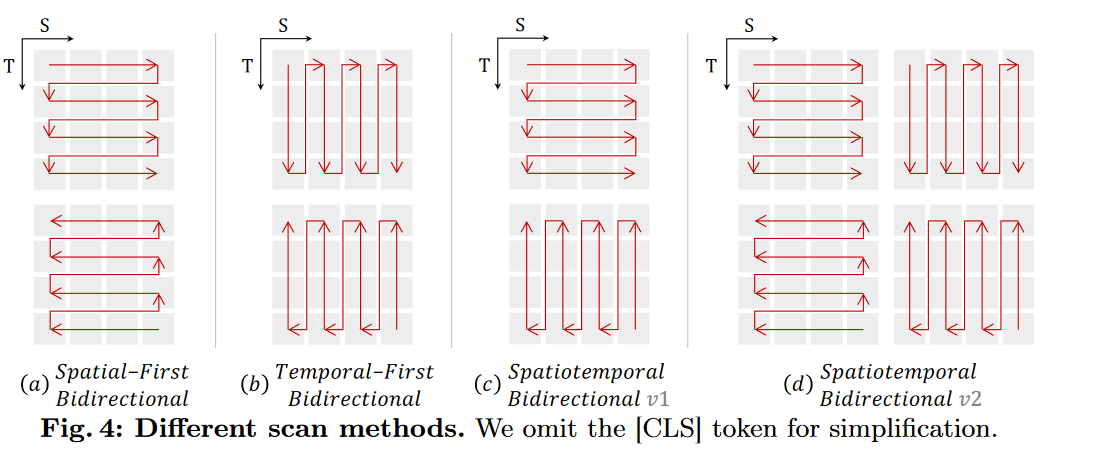 S
T
S
T
S
T
S
T
(a) Spatial–First
Bidirectional
(b) Temporal–First
Bidirectional
(c) Spatiotemporal
Bidirectional v1
(d) Spatiotemporal
Bidirectional v2
Fig. 4: Different scan methods. We omit the [CLS] token for simplification.